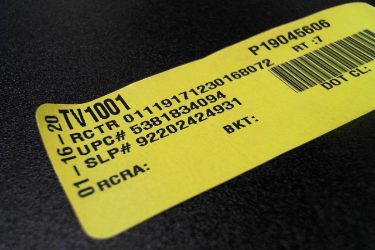 P19045606
RT :7
DOT CL:
TV1001
RCTR 01119171230168072
UPC# 5381834094
SLP# 92202424931
BKT:
RCRA:
01-16-20